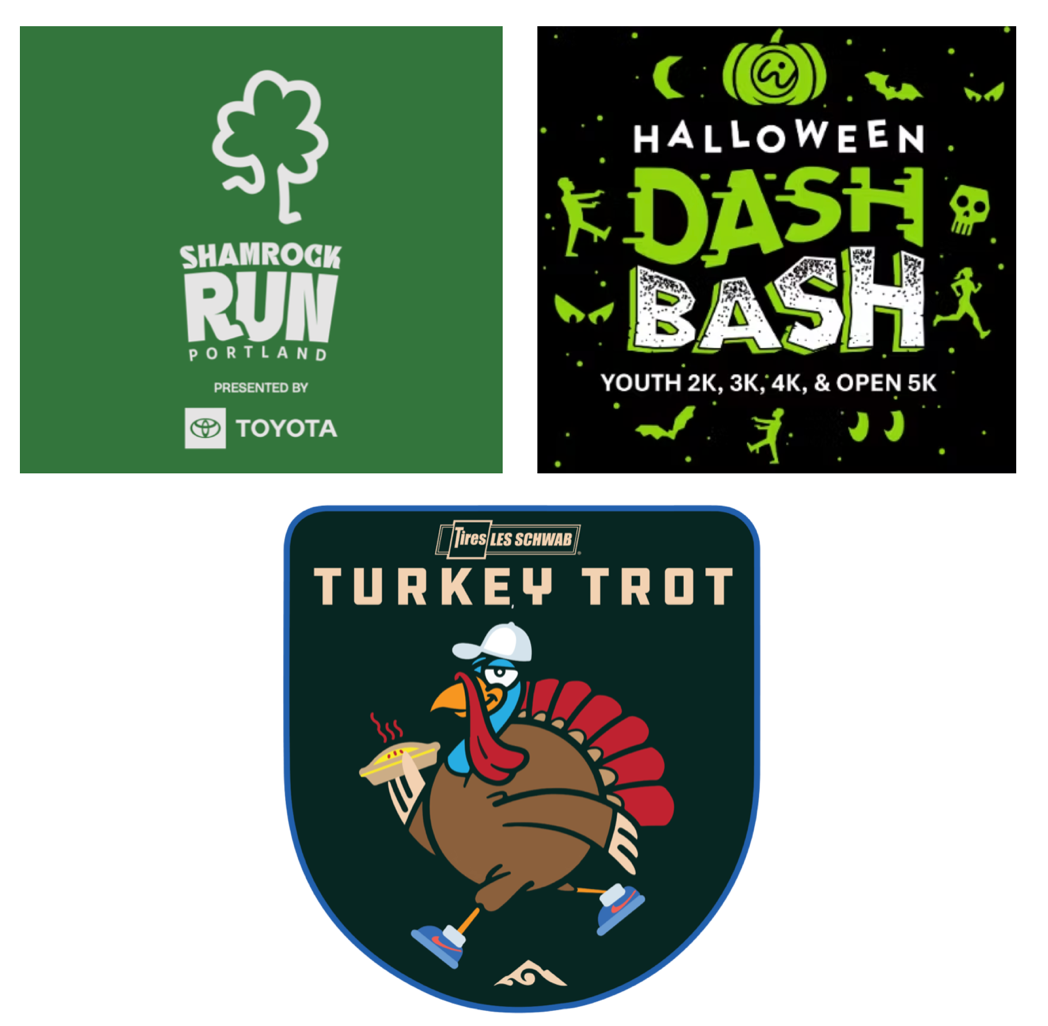 SHAMROCK
RUN
PORTLAND
PRESENTED BY
TOYOTA
HALLOWEEN
DASH
BASH
YOUTH 2K, 3K, 4K, & OPEN 5K
Tires LES SCHWAB
TURKEY TROT